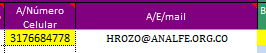 A/Número Celular A/E/mail
3176684778 HROZO@ANALFE.ORG.CO